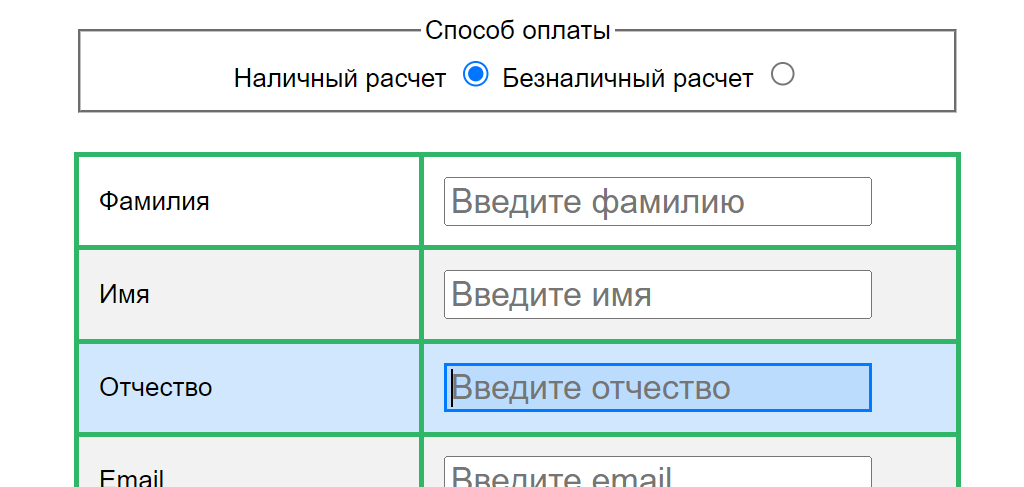 Способ оплаты
Наличный расчет Безналичный расчет
Фамилия Введите фамилию
Имя Введите имя
Отчество Введите отчество
Email Введите email